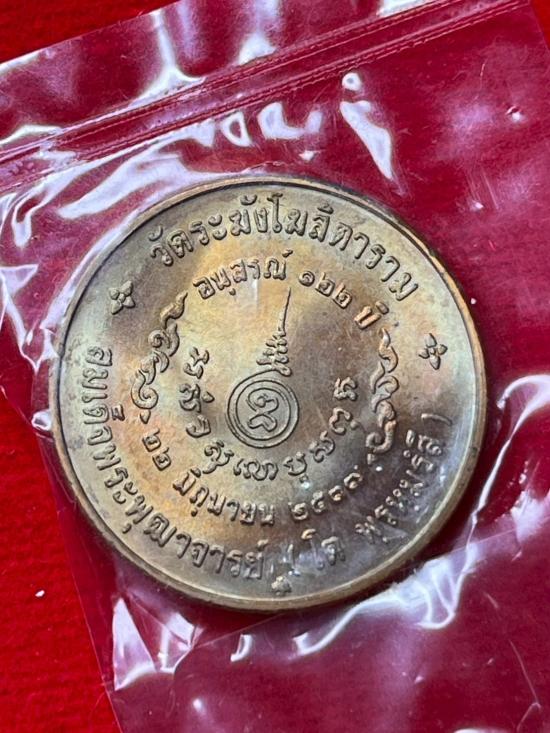 วัดระฆังโฆสิตาราม
อนุสรณ์ ๑๒๒ ปี
๒๒ มิถุนายน ๒๕๓๗
สมเด็จพระพุฒาจารย์ (โต พฺรหฺมรํสี)